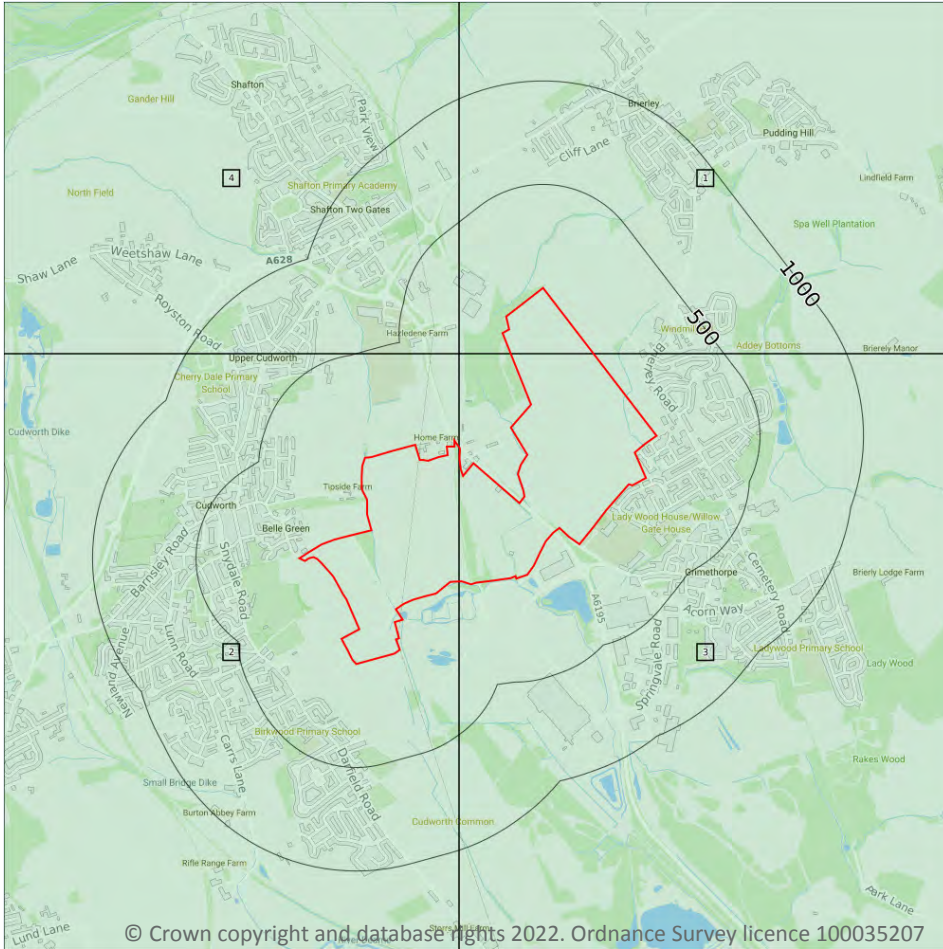 Shafton
Gander Hill
Park View
Brierley
Pudding Hill
Cliff Lane
4
1
Lindfield Farm
North Field
Shafton Primary Academy
Shafton Two Gates
Spa Well Plantation
Weetshaw Lane
A628
Shaw Lane
1000
Royston Road
500
Hazledene Farm
Windmill
Upper Cudworth
Brierley Road
Addey Bottoms
Brierely Manor
Cherry Dale Primary
School
Cudworth Dike
Home Farm
Tipside Farm
Cudworth
Belle Green
Lady Wood House/Willow
Gate House
Barnsley Road
Snydale Road
Grimethorpe
Cemetery Road
Brierly Lodge Farm
A6195
Acorn Way
Lunn Road
Newland Avenue
2
3
Springvale Road
Ladywood Primary School
Lady Wood
Birkwood Primary School
Carrs Lane
Darfield Road
Rakes Wood
Small Bridge Dike
Burton Abbey Farm
Cudworth Common
Rifle Range Farm
Park Lane
Lund Lane
Storrs Mill Farm
© Crown copyright and database rights 2022. Ordnance Survey licence 100035207